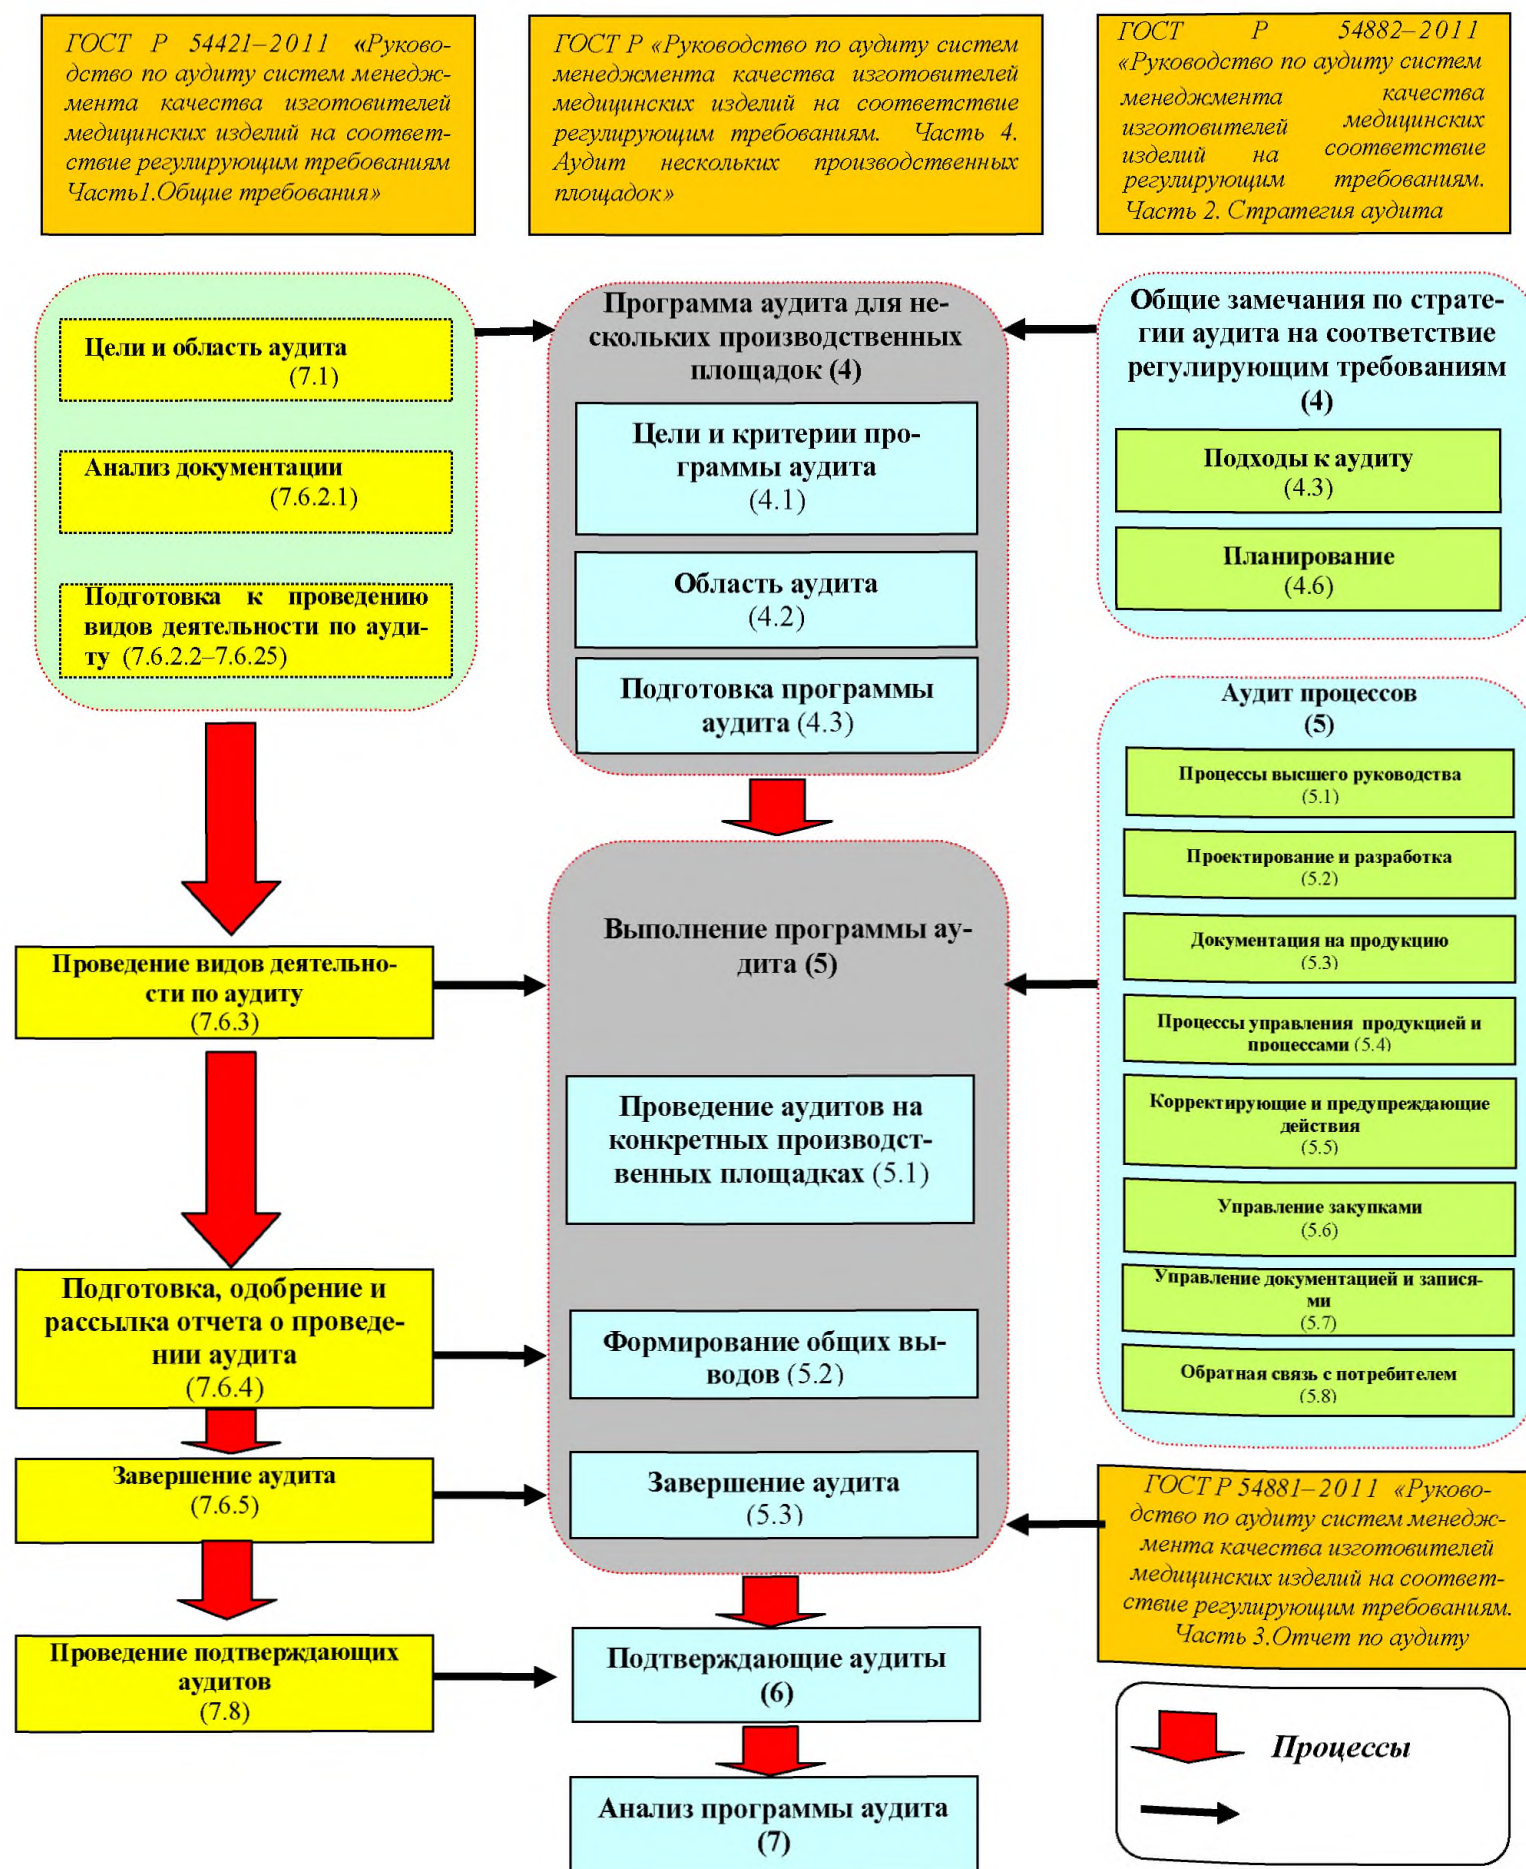 ГОСТ Р 54421–2011 «Руково-
дство по аудиту систем менедж-
мента качества изготовителей
медицинских изделий на соответ-
ствие регулирующим требованиям
Часть1.Общие требования»
ГОСТ Р «Руководство по аудиту систем
менеджмента качества изготовителей
медицинских изделий на соответствие
регулирующим требованиям. Часть 4.
Аудит нескольких производственных
площадок»
ГОСТ Р 54882–2011
«Руководство по аудиту систем
менеджмента качества
изготовителей медицинских
изделий на соответствие
регулирующим требованиям.
Часть 2. Стратегия аудита
Цели и область аудита
(7.1)
Анализ документации
(7.6.2.1)
Подготовка к проведению
видов деятельности по ауди-
ту (7.6.2.2–7.6.25)
Программа аудита для не-
скольких производственных
площадок (4)
Цели и критерии про-
граммы аудита
(4.1)
Область аудита
(4.2)
Подготовка программы
аудита (4.3)
Общие замечания по страте-
гии аудита на соответствие
регулирующим требованиям
(4)
Подходы к аудиту
(4.3)
Планирование
(4.6)
Аудит процессов
(5)
Процессы высшего руководства
(5.1)
Проектирование и разработка
(5.2)
Документация на продукцию
(5.3)
Процессы управления продукцией и
процессами (5.4)
Корректирующие и предупреждающие
действия
(5.5)
Управление закупками
(5.6)
Управление документацией и запися-
ми
(5.7)
Обратная связь с потребителем
(5.8)
Проведение видов деятельно-
сти по аудиту
(7.6.3)
Выполнение программы ау-
дита (5)
Проведение аудитов на
конкретных производст-
венных площадках (5.1)
Подготовка, одобрение и
рассылка отчета о проведе-
нии аудита
(7.6.4)
Формирование общих вы-
водов (5.2)
Завершение аудита
(7.6.5)
Завершение аудита
(5.3)
ГОСТ Р 54881–2011 «Руково-
дство по аудиту систем менедж-
мента качества изготовителей
медицинских изделий на соответ-
ствие регулирующим требованиям.
Часть 3.Отчет по аудиту
Проведение подтверждающих
аудитов
(7.8)
Подтверждающие аудиты
(6)
Анализ программы аудита
(7)
Процессы